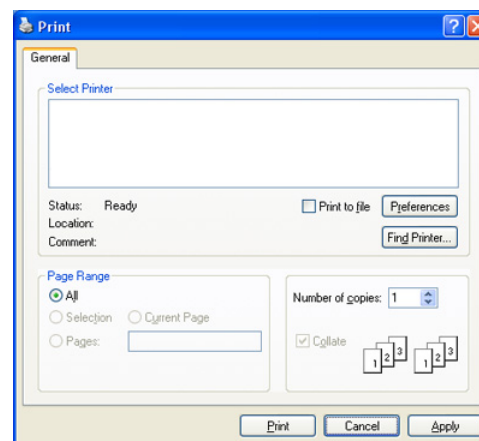 Print
General
Select Printer
Status: Ready
Location:
Comment:
Print to file
Preferences
Find Printer...
Page Range
All
Selection
Current Page
Pages:
Number of copies: 1
Collate
1 2 3 1 2 3
Print Cancel Apply